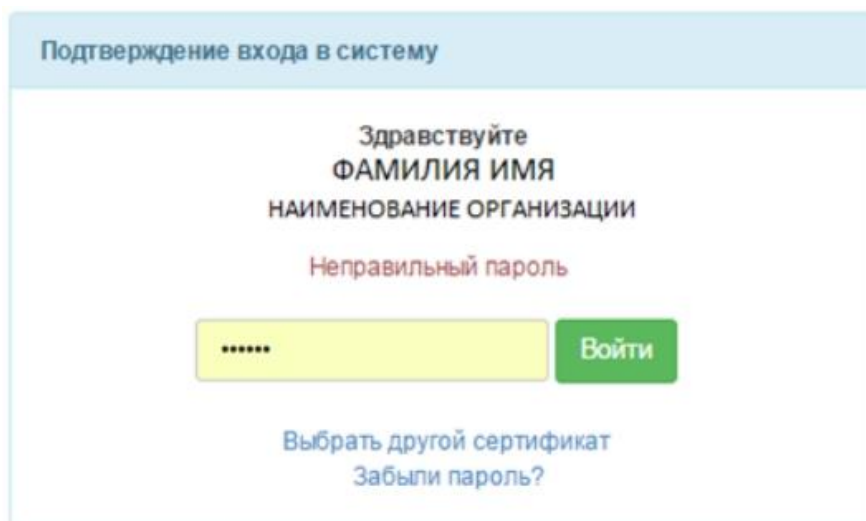 Подтверждение входа в систему
Здравствуйте
ФАМИЛИЯ ИМЯ
НАИМЕНОВАНИЕ ОРГАНИЗАЦИИ
Неправильный пароль
•••••• Войти
Выбрать другой сертификат
Забыли пароль?